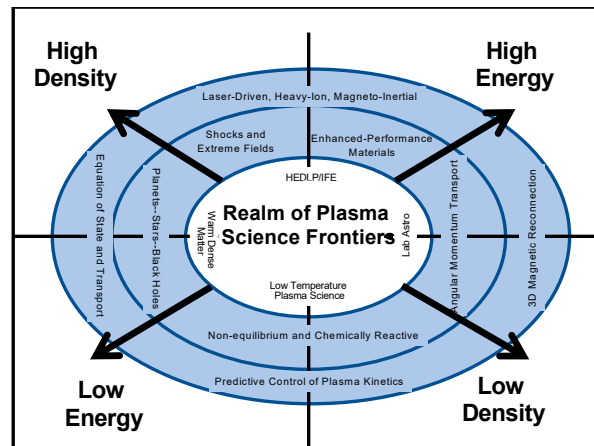 High
Density
High
Energy
Laser-Driven, Heavy-Ion, Magneto-Inertial
Shocks and
Extreme Fields
Enhanced-Performance
Materials
HEDLP/IFE
Equation of State and Transport
Planets--Stars--Black Holes
Warm Dense
Matter
Realm of Plasma
Science Frontiers
Lab Astro
Angular Momentum Transport
3D Magnetic Reconnection
Low Temperature
Plasma Science
Non-equilibrium and Chemically Reactive
Predictive Control of Plasma Kinetics
Low
Energy
Low
Density